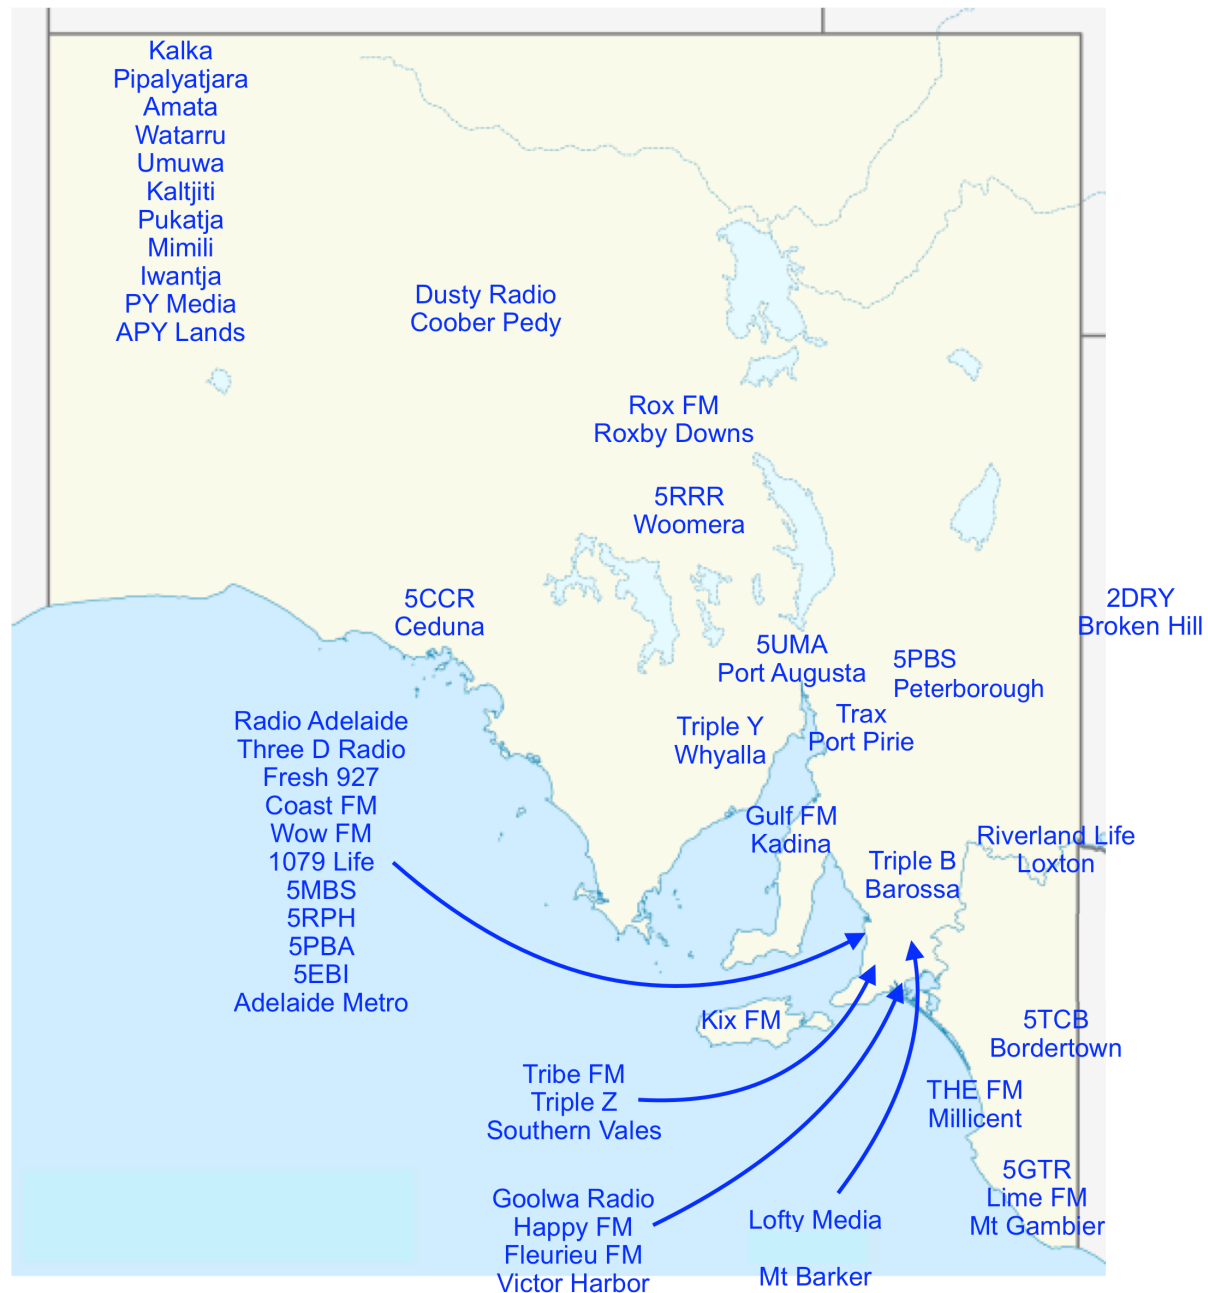 Kalka
Pipalyatjara
Amata
Watarru
Umuwa
Kaltjiti
Pukatja
Mimili
Iwantja
PY Media
APY Lands
Dusty Radio
Coober Pedy
Rox FM
Roxby Downs
5RRR
Woomera
5CCR
Ceduna
2DRY
Broken Hill
5UMA
Port Augusta
5PBS
Peterborough
Triple Y
Whyalla
Trax
Port Pirie
Radio Adelaide
Three D Radio
Fresh 927
Coast FM
Wow FM
1079 Life
5MBS
5RPH
5PBA
5EBI
Adelaide Metro
Gulf FM
Kadina
Triple B
Barossa
Riverland Life
Loxton
Kix FM
5TCB
Bordertown
Tribe FM
Triple Z
Southern Vales
THE FM
Millicent
5GTR
Lime FM
Mt Gambier
Goolwa Radio
Happy FM
Fleurieu FM
Victor Harbor
Lofty Media
Mt Barker